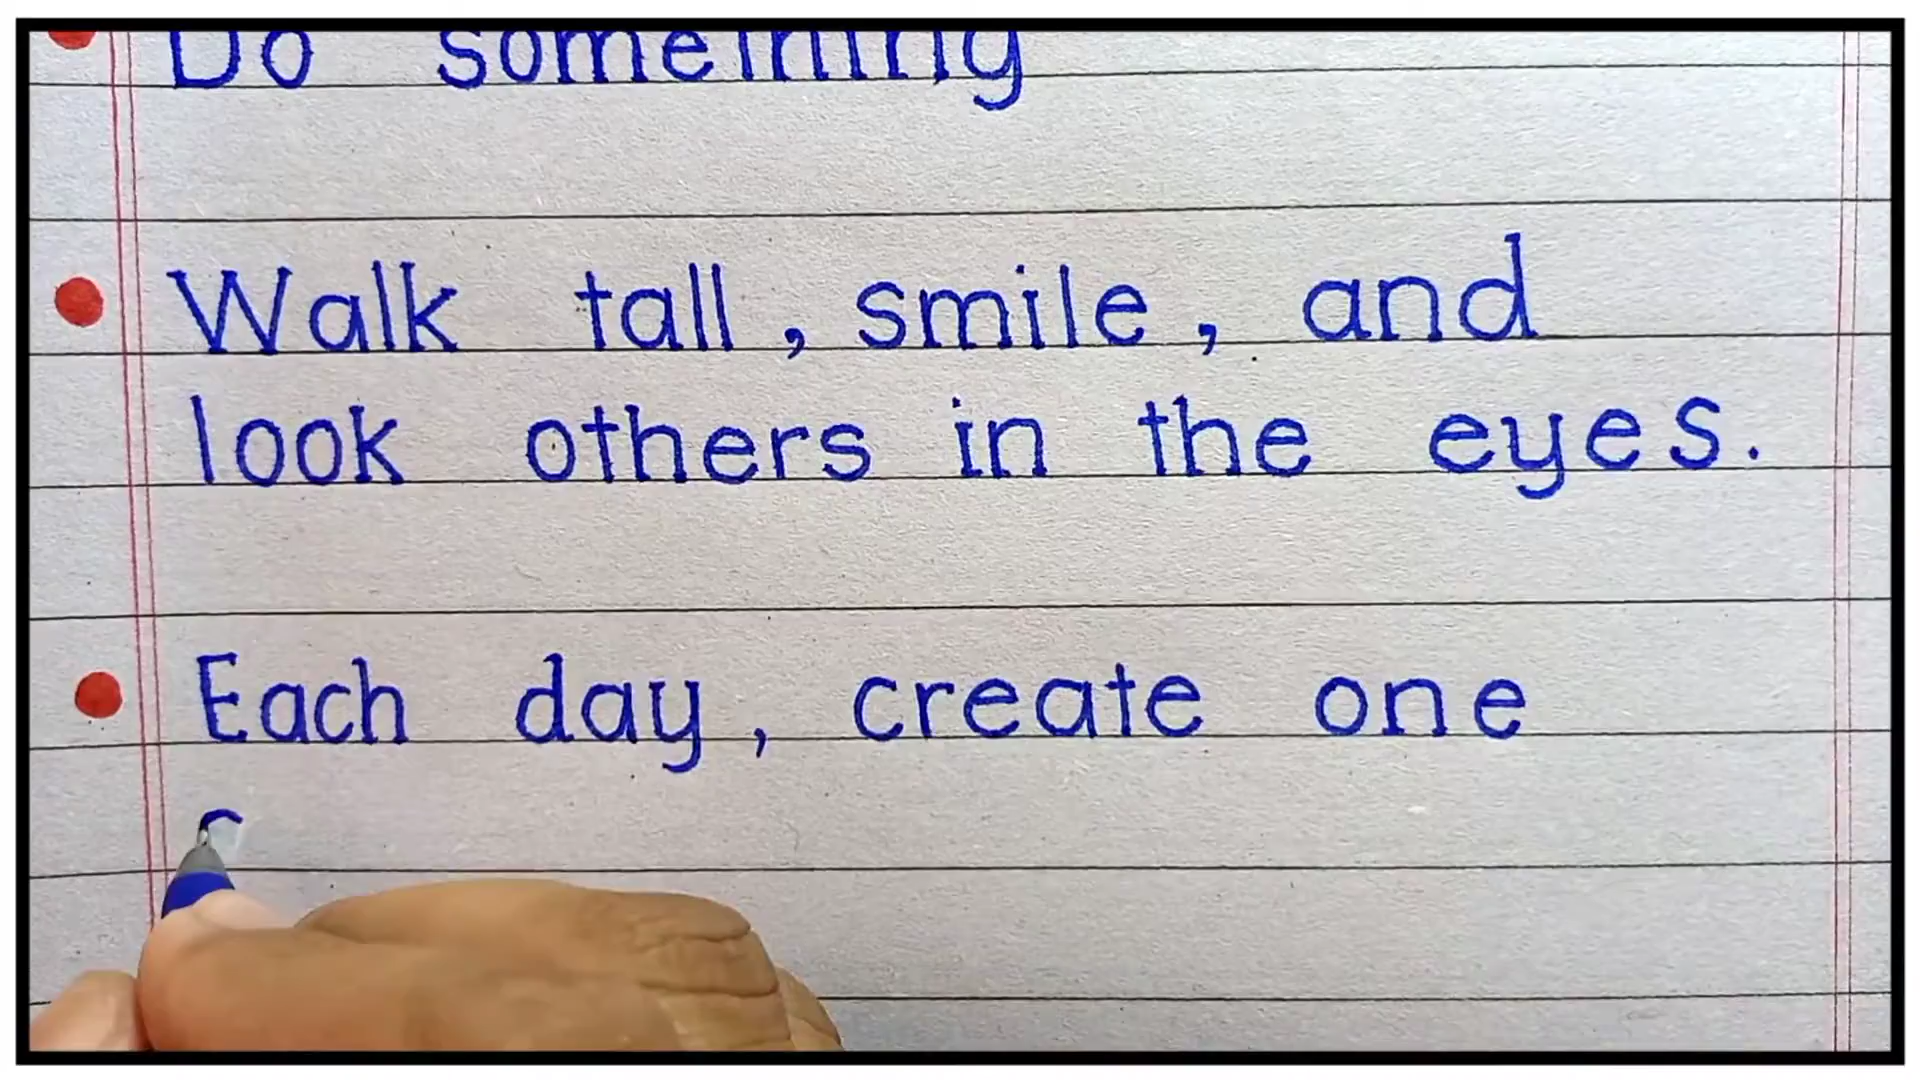 Do something
Walk tall, smile, and
look others in the eyes.
Each day, create one